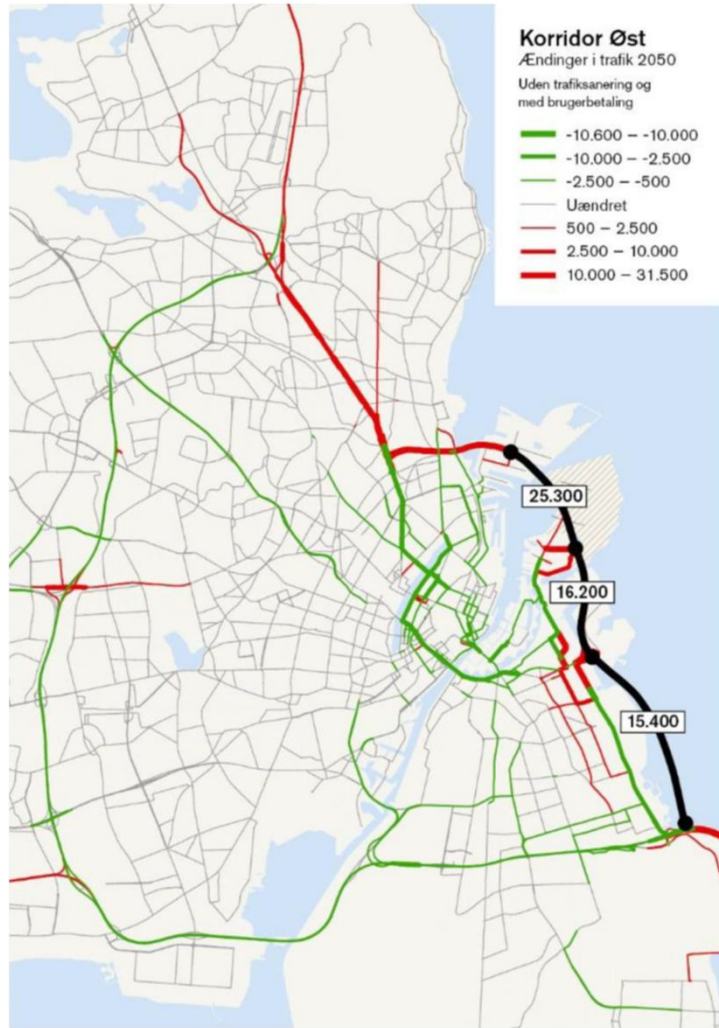 Korridor Øst
Ændinger i trafik 2050
Uden trafiksanering og
med brugerbetaling
-10.600 – -10.000
-10.000 – -2.500
-2.500 – -500
Uændret
500 – 2.500
2.500 – 10.000
10.000 – 31.500
25.300
16.200
15.400